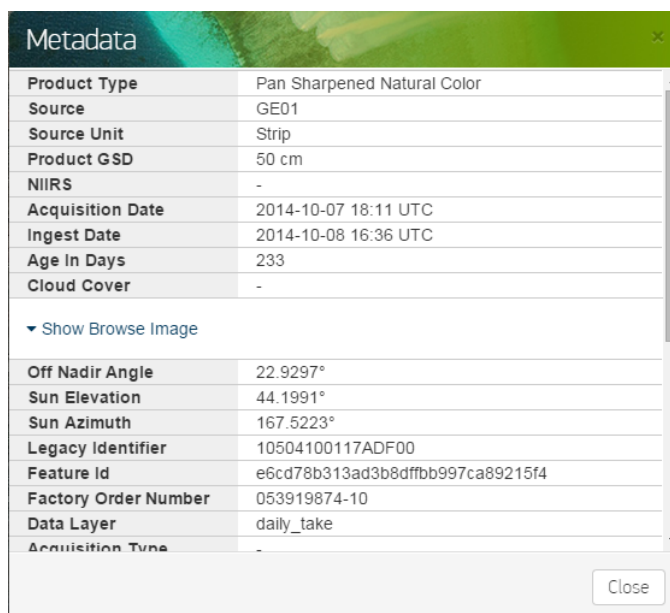 Metadata ×
Product Type Pan Sharpened Natural Color
Source GE01
Source Unit Strip
Product GSD 50 cm
NIIRS -
Acquisition Date 2014-10-07 18:11 UTC
Ingest Date 2014-10-08 16:36 UTC
Age In Days 233
Cloud Cover -
Show Browse Image
Off Nadir Angle 22.9297°
Sun Elevation 44.1991°
Sun Azimuth 167.5223°
Legacy Identifier 10504100117ADF00
Feature Id e6cd78b313ad3b8dffbb997ca89215f4
Factory Order Number 053919874-10
Data Layer daily_take
Acquisition Type -
Close